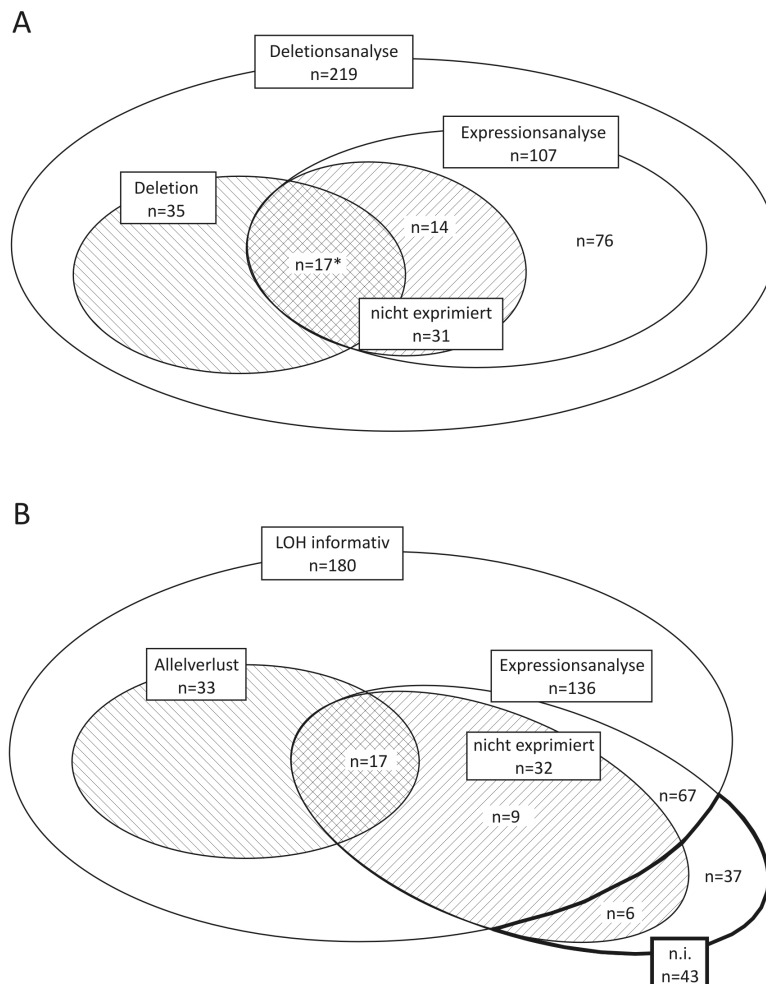 A
Deletionsanalyse
n=219
Expressionsanalyse
n=107
Deletion
n=35
n=14
n=76
n=17*
nicht exprimiert
n=31
B
LOH informativ
n=180
Allelverlust
n=33
Expressionsanalyse
n=136
nicht exprimiert
n=32
n=17
n=67
n=9
n=37
n=6
n.i.
n=43